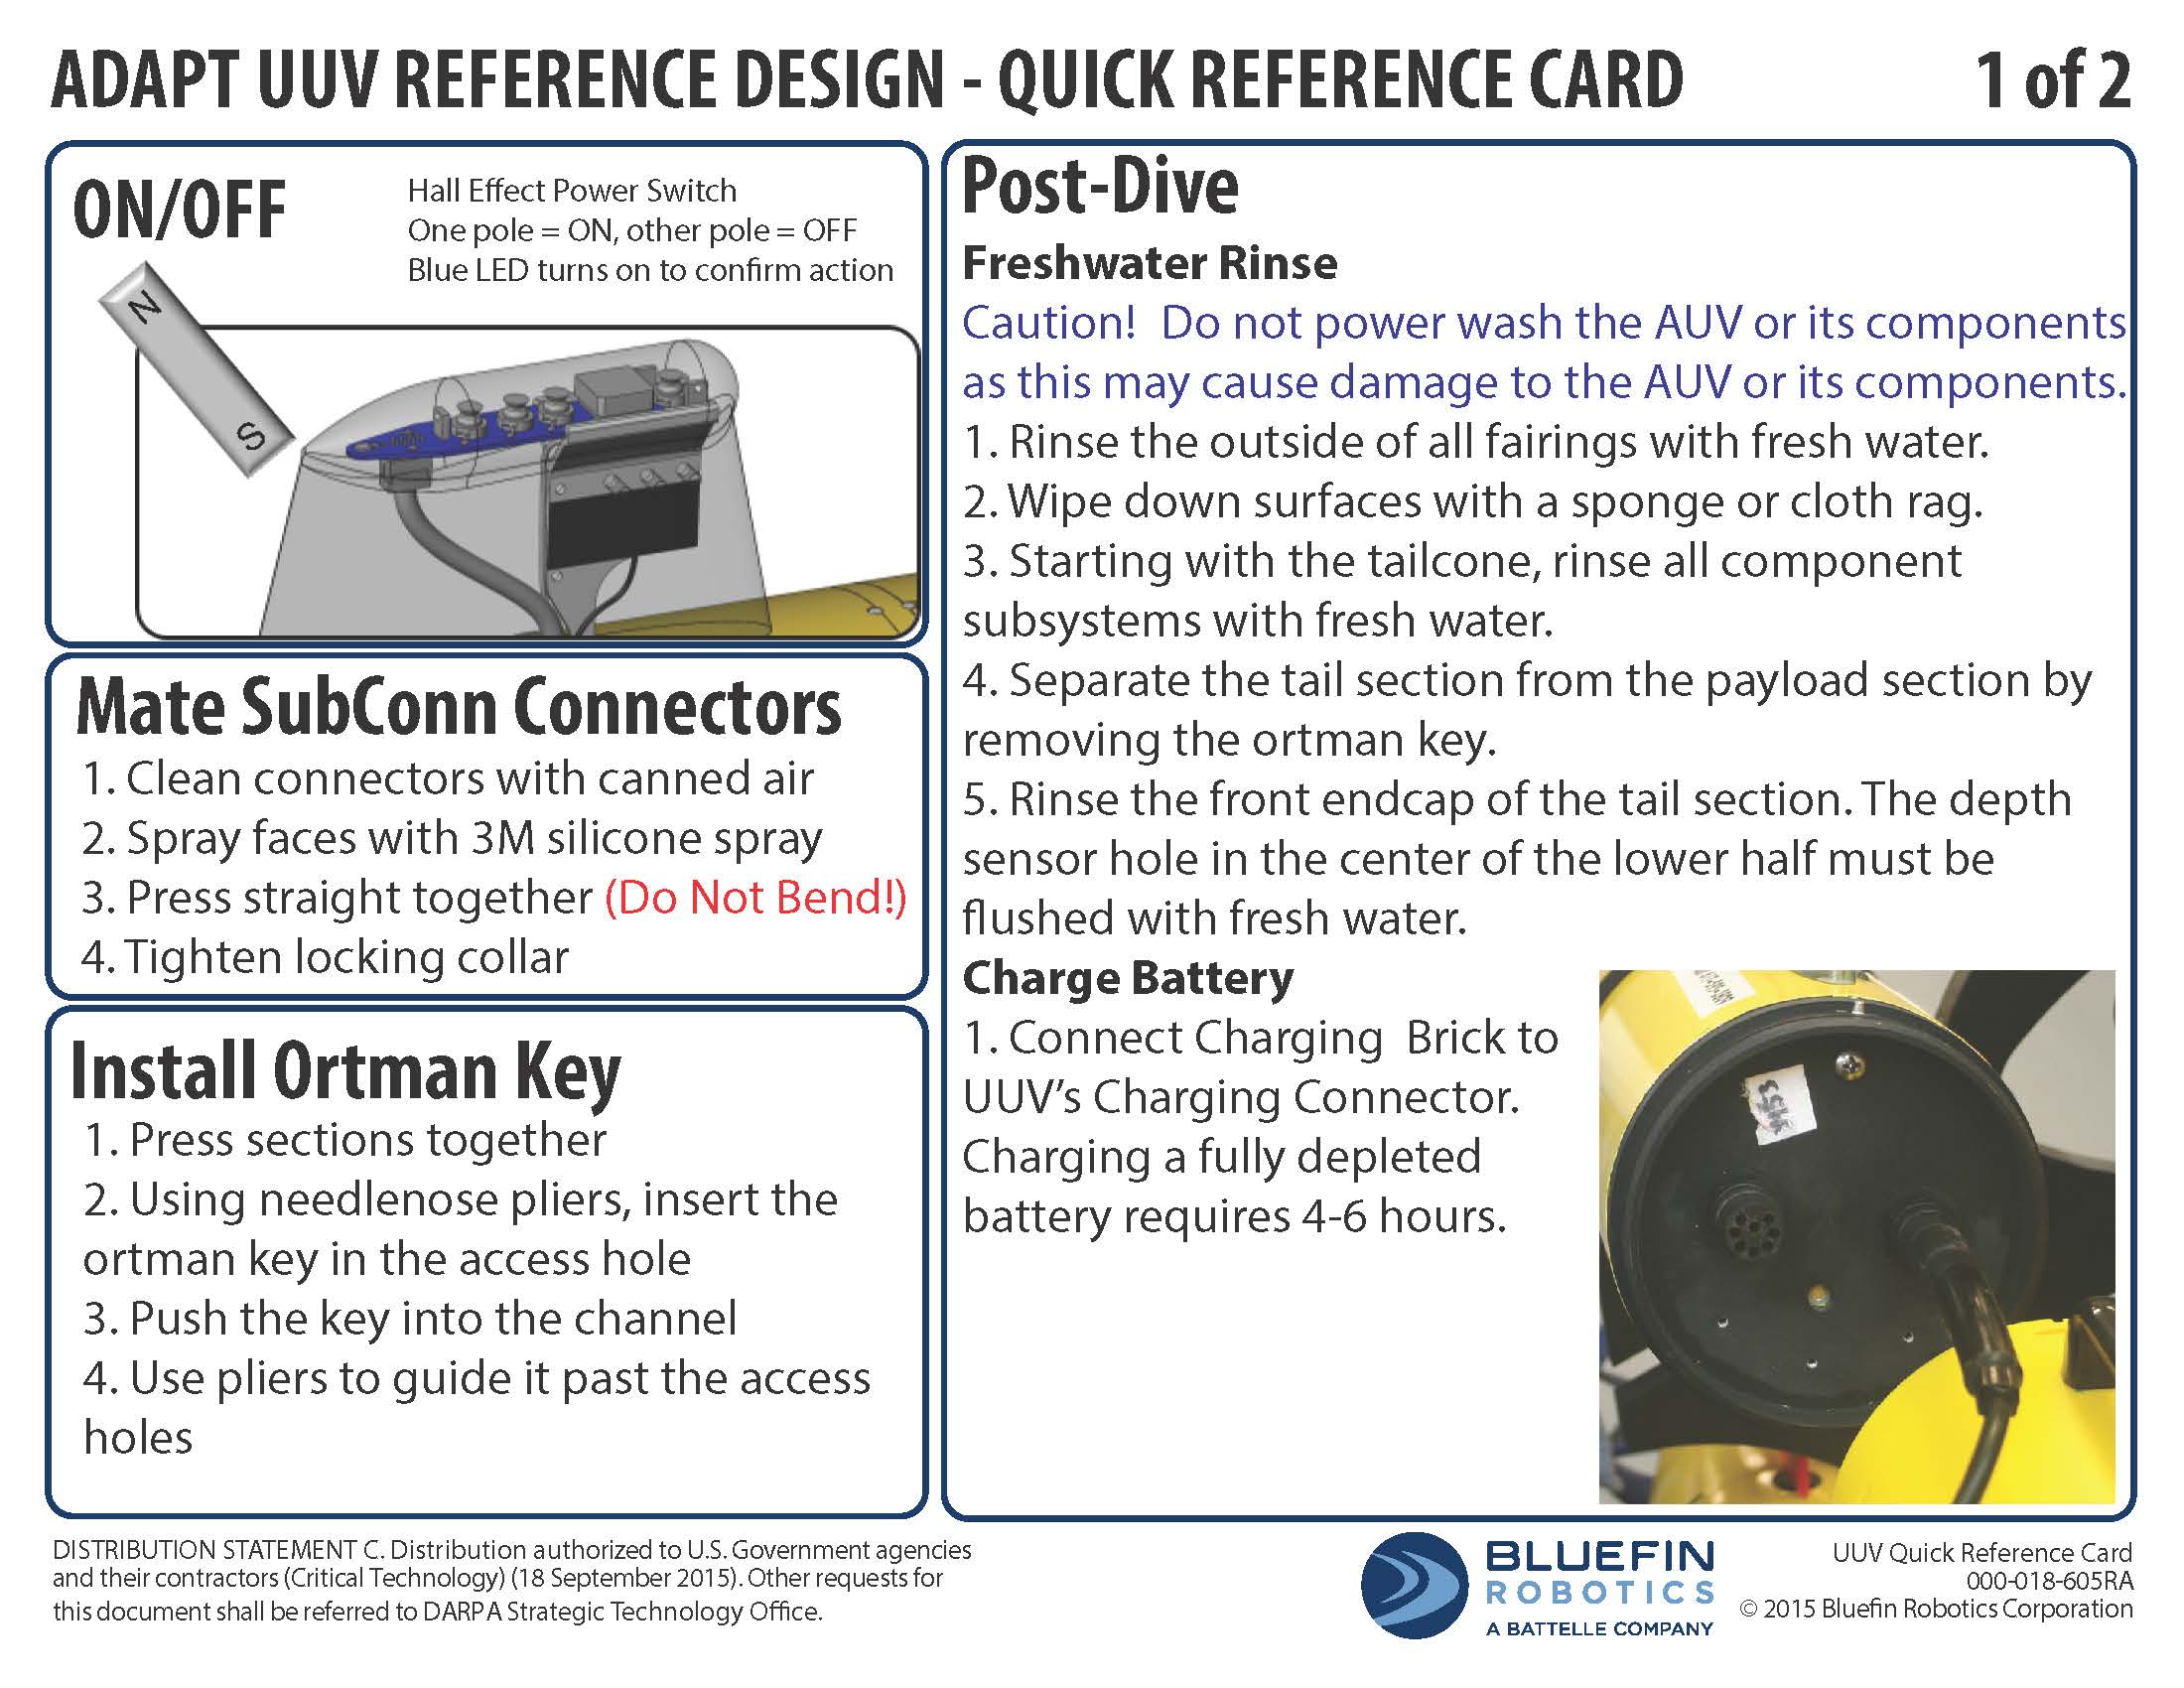 ADAPT UUV REFERENCE DESIGN - QUICK REFERENCE CARD
1 of 2
ON/OFF
Hall Effect Power Switch
One pole = ON, other pole = OFF
Blue LED turns on to confirm action
N
S
Mate SubConn Connectors
1. Clean connectors with canned air
2. Spray faces with 3M silicone spray
3. Press straight together (Do Not Bend!)
4. Tighten locking collar
Install Ortman Key
1. Press sections together
2. Using needlenose pliers, insert the
ortman key in the access hole
3. Push the key into the channel
4. Use pliers to guide it past the access
holes
Post-Dive
Freshwater Rinse
Caution!  Do not power wash the AUV or its components
as this may cause damage to the AUV or its components.
1. Rinse the outside of all fairings with fresh water.
2. Wipe down surfaces with a sponge or cloth rag.
3. Starting with the tailcone, rinse all component
subsystems with fresh water.
4. Separate the tail section from the payload section by
removing the ortman key.
5. Rinse the front endcap of the tail section. The depth
sensor hole in the center of the lower half must be
flushed with fresh water.
Charge Battery
1. Connect Charging  Brick to
UUV's Charging Connector.
Charging a fully depleted
battery requires 4-6 hours.
DISTRIBUTION STATEMENT C. Distribution authorized to U.S. Government agencies
and their contractors (Critical Technology) (18 September 2015). Other requests for
this document shall be referred to DARPA Strategic Technology Office.
BLUEFIN
ROBOTICS
A BATTELLE COMPANY
UUV Quick Reference Card
000-018-605RA
© 2015 Bluefin Robotics Corporation